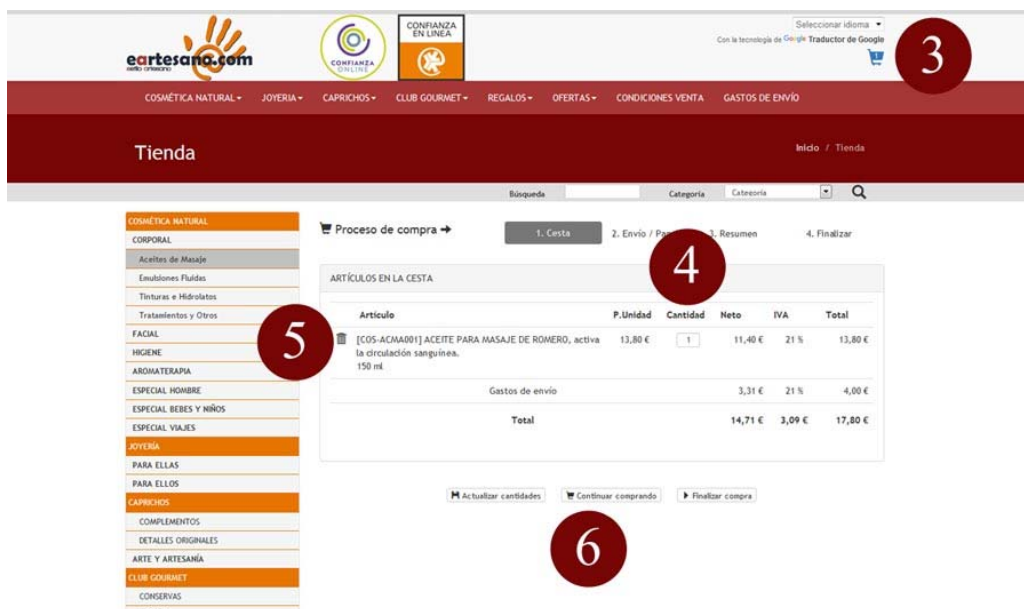 eartesano.com
estilo artesano
CONFIANZA
ONLINE
CONFIANZA
EN LINEA
Seleccionar idioma
Con la tecnología de Google Traductor de Google
1
3
COSMÉTICA NATURAL JOYERIA CAPRICHOS CLUB GOURMET REGALOS OFERTAS CONDICIONES VENTA GASTOS DE ENVÍO
Tienda
Inicio / Tienda
Búsqueda Categoría Categoría
COSMÉTICA NATURAL
CORPORAL
Aceites de Masaje
Emulsiones Fluidas
Tinturas e Hidrolatos
Tratamientos y Otros
FACIAL
HIGIENE
AROMATERAPIA
ESPECIAL HOMBRE
ESPECIAL BEBES Y NIÑOS
ESPECIAL VIAJES
JOYERÍA
PARA ELLAS
PARA ELLOS
CAPRICHOS
COMPLEMENTOS
DETALLES ORIGINALES
ARTE Y ARTESANÍA
CLUB GOURMET
CONSERVAS
Proceso de compra
1. Cesta 2. Envío / 3. Resumen 4. Finalizar
4
ARTÍCULOS EN LA CESTA
Artículo P.Unidad Cantidad Neto IVA Total
5
[COS-ACMA001] ACEITE PARA MASAJE DE ROMERO, activa 13,80 € 1 11,40 € 21 % 13,80 €
la circulación sanguínea.
150 ml
Gastos de envío 3,31 € 21 % 4,00 €
Total 14,71 € 3,09 € 17,80 €
Actualizar cantidades Continuar comprando Finalizar compra
6